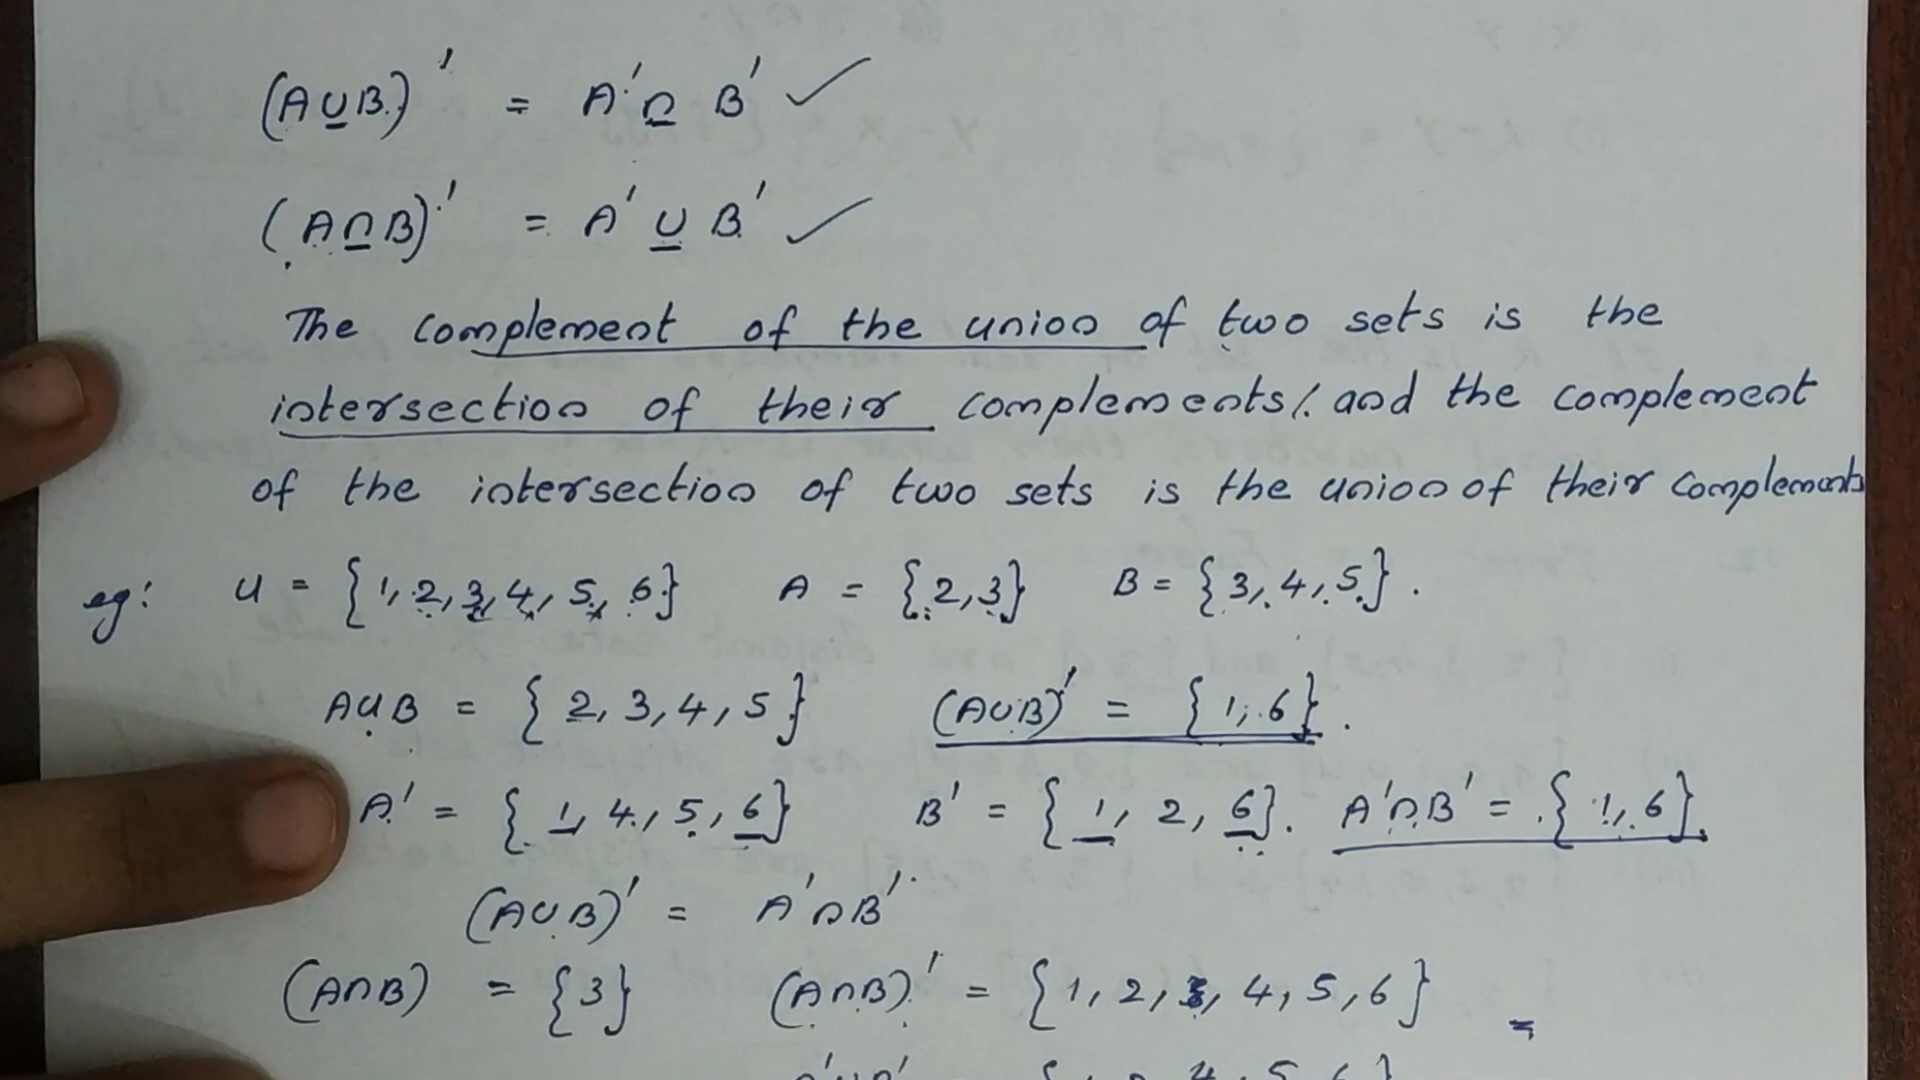 (A∪B)' = A'∩ B' ✓
(A∩B)' = A' ∪ B' ✓
The complement of the union of two sets is the
intersection of their complements/. and the complement
of the intersection of two sets is the union of their complements
eg: U = {1, 2, 3, 4, 5, 6} A = {2, 3} B = {3, 4, 5}.
A∪B = {2, 3, 4, 5} (A∪B)' = {1, 6}.
A' = {1, 4, 5, 6} B' = {1, 2, 6}. A'∩B' = {1, 6}.
(A∪B)' = A'∩B'
(A∩B) = {3} (A∩B)' = {1, 2, 4, 5, 6}